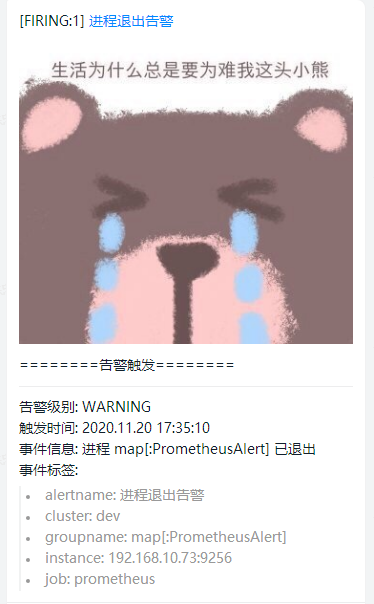 [FIRING:1] 进程退出告警
生活为什么总是要为难我这头小熊
========告警触发========
告警级别: WARNING
触发时间: 2020.11.20 17:35:10
事件信息: 进程 map[:PrometheusAlert] 已退出
事件标签:
• alertname: 进程退出告警
• cluster: dev
• groupname: map[:PrometheusAlert]
• instance: 192.168.10.73:9256
• job: prometheus